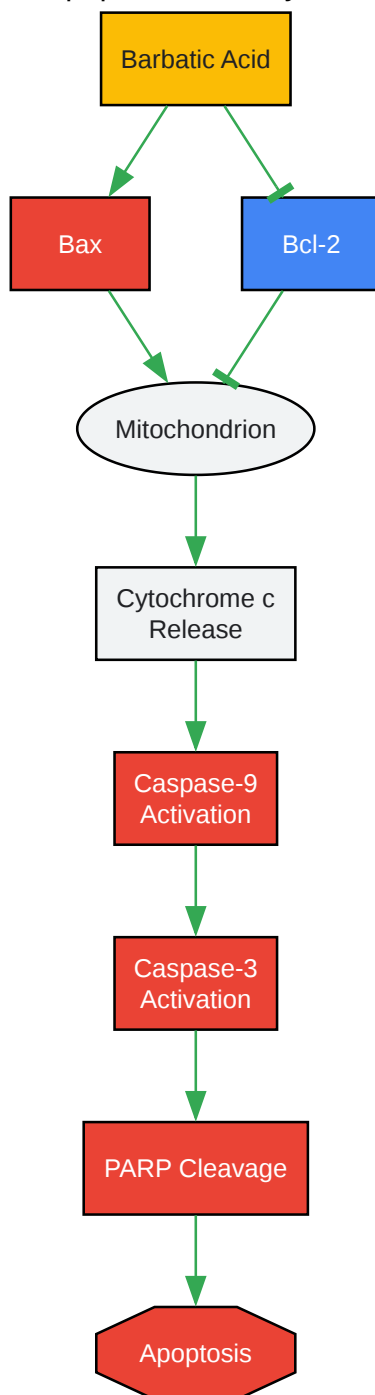 Barbatic Acid
Bax
Bcl-2
Mitochondrion
Cytochrome c
Release
Caspase-9
Activation
Caspase-3
Activation
PARP Cleavage
Apoptosis